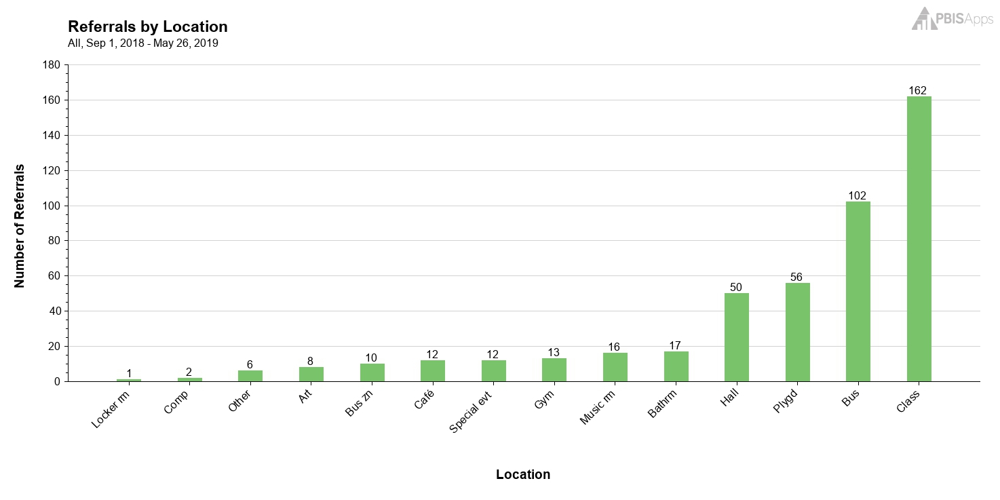 PBISApps
Referrals by Location
All, Sep 1, 2018 - May 26, 2019
Number of Referrals
180
160
140
120
100
80
60
40
20
0
1
2
6
8
10
12
12
13
16
17
50
56
102
162
Locker rm
Comp
Other
Art
Bus zn
Café
Special evt
Gym
Music rm
Bathrm
Hall
Plygd
Bus
Class
Location